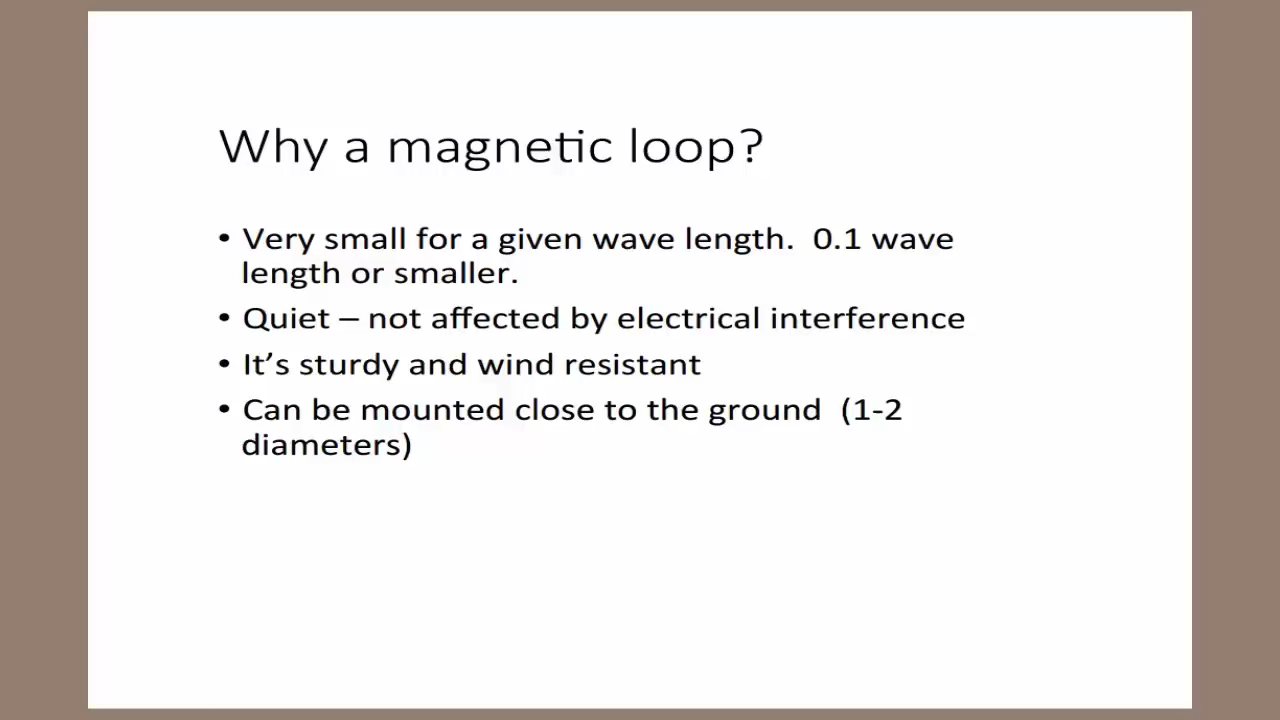 Why a magnetic loop?
• Very small for a given wave length.  0.1 wave
length or smaller.
• Quiet – not affected by electrical interference
• It’s sturdy and wind resistant
• Can be mounted close to the ground  (1-2
diameters)